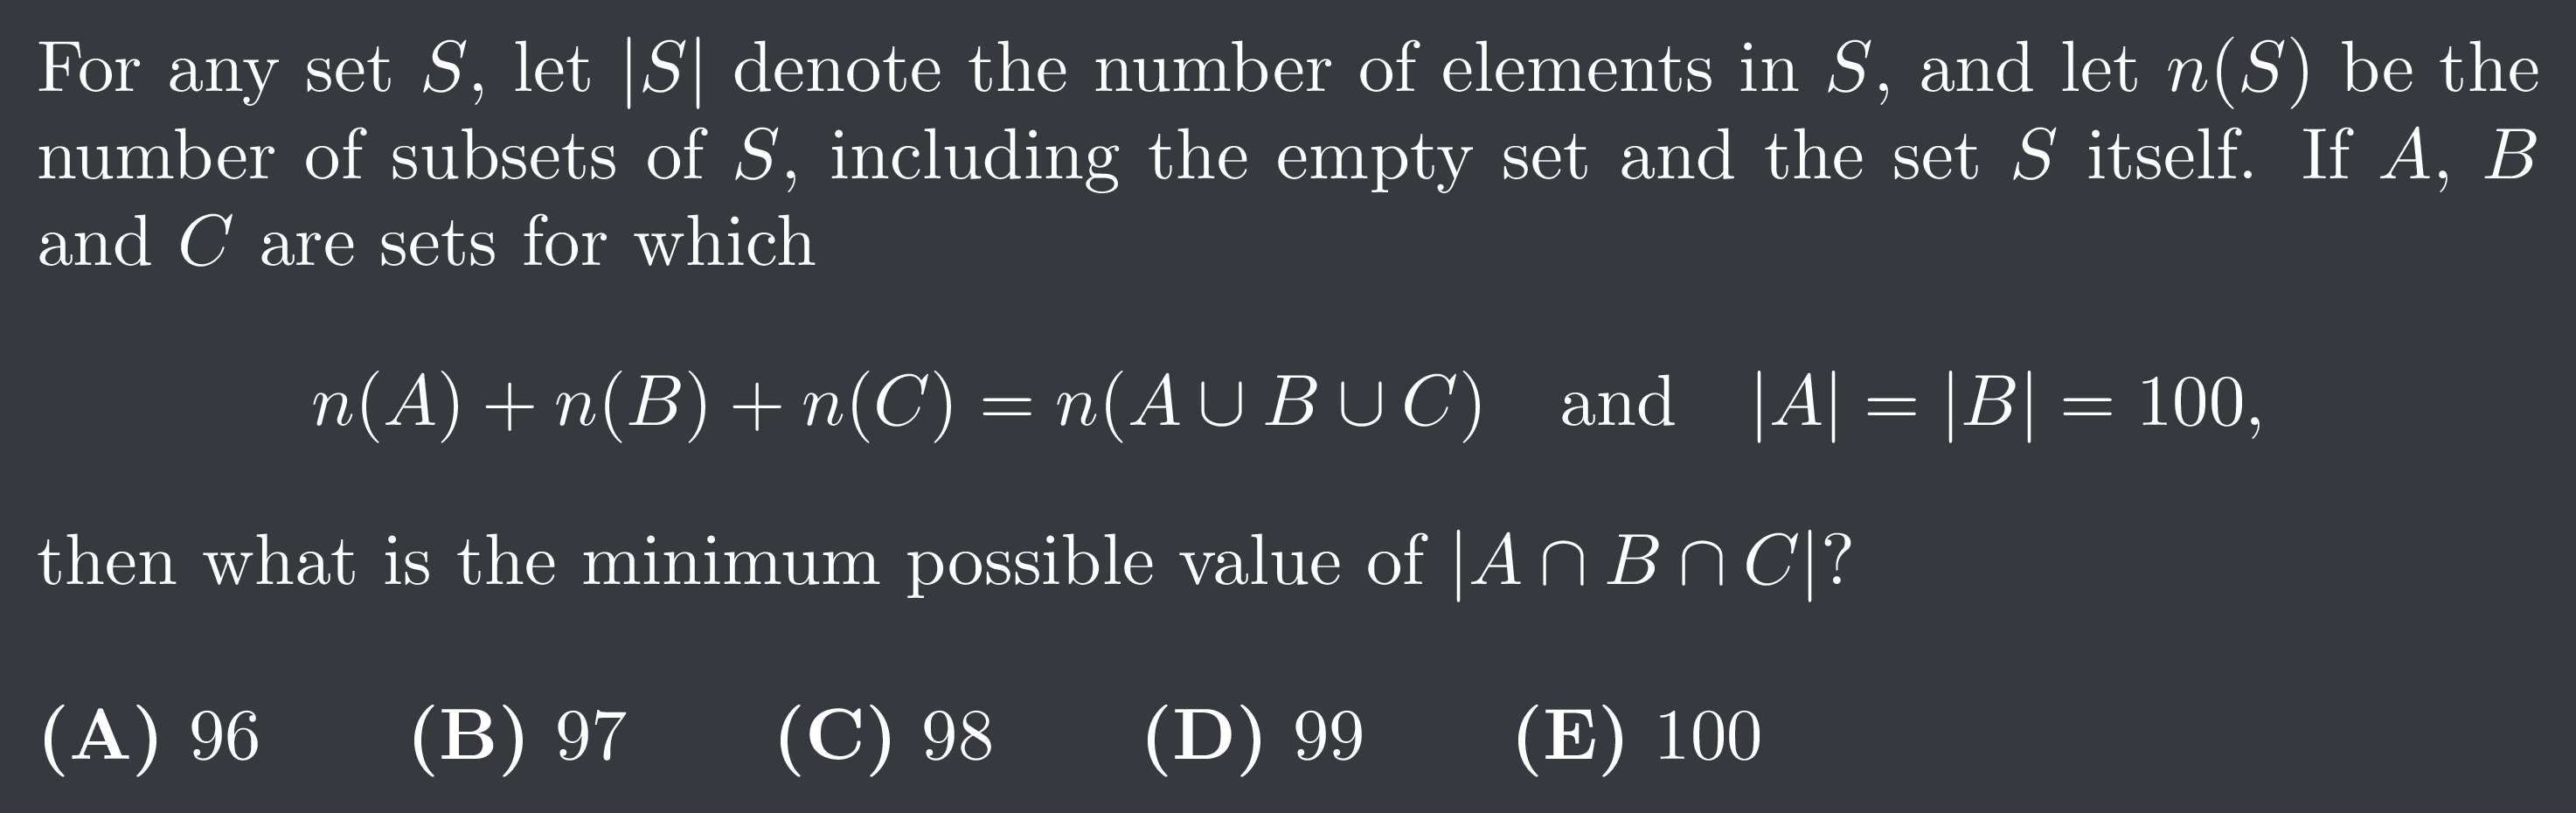 For any set S, let |S| denote the number of elements in S, and let n(S) be the
number of subsets of S, including the empty set and the set S itself. If A, B
and C are sets for which
n(A) + n(B) + n(C) = n(A ∪ B ∪ C) and |A| = |B| = 100,
then what is the minimum possible value of |A ∩ B ∩ C|?
(A) 96 (B) 97 (C) 98 (D) 99 (E) 100